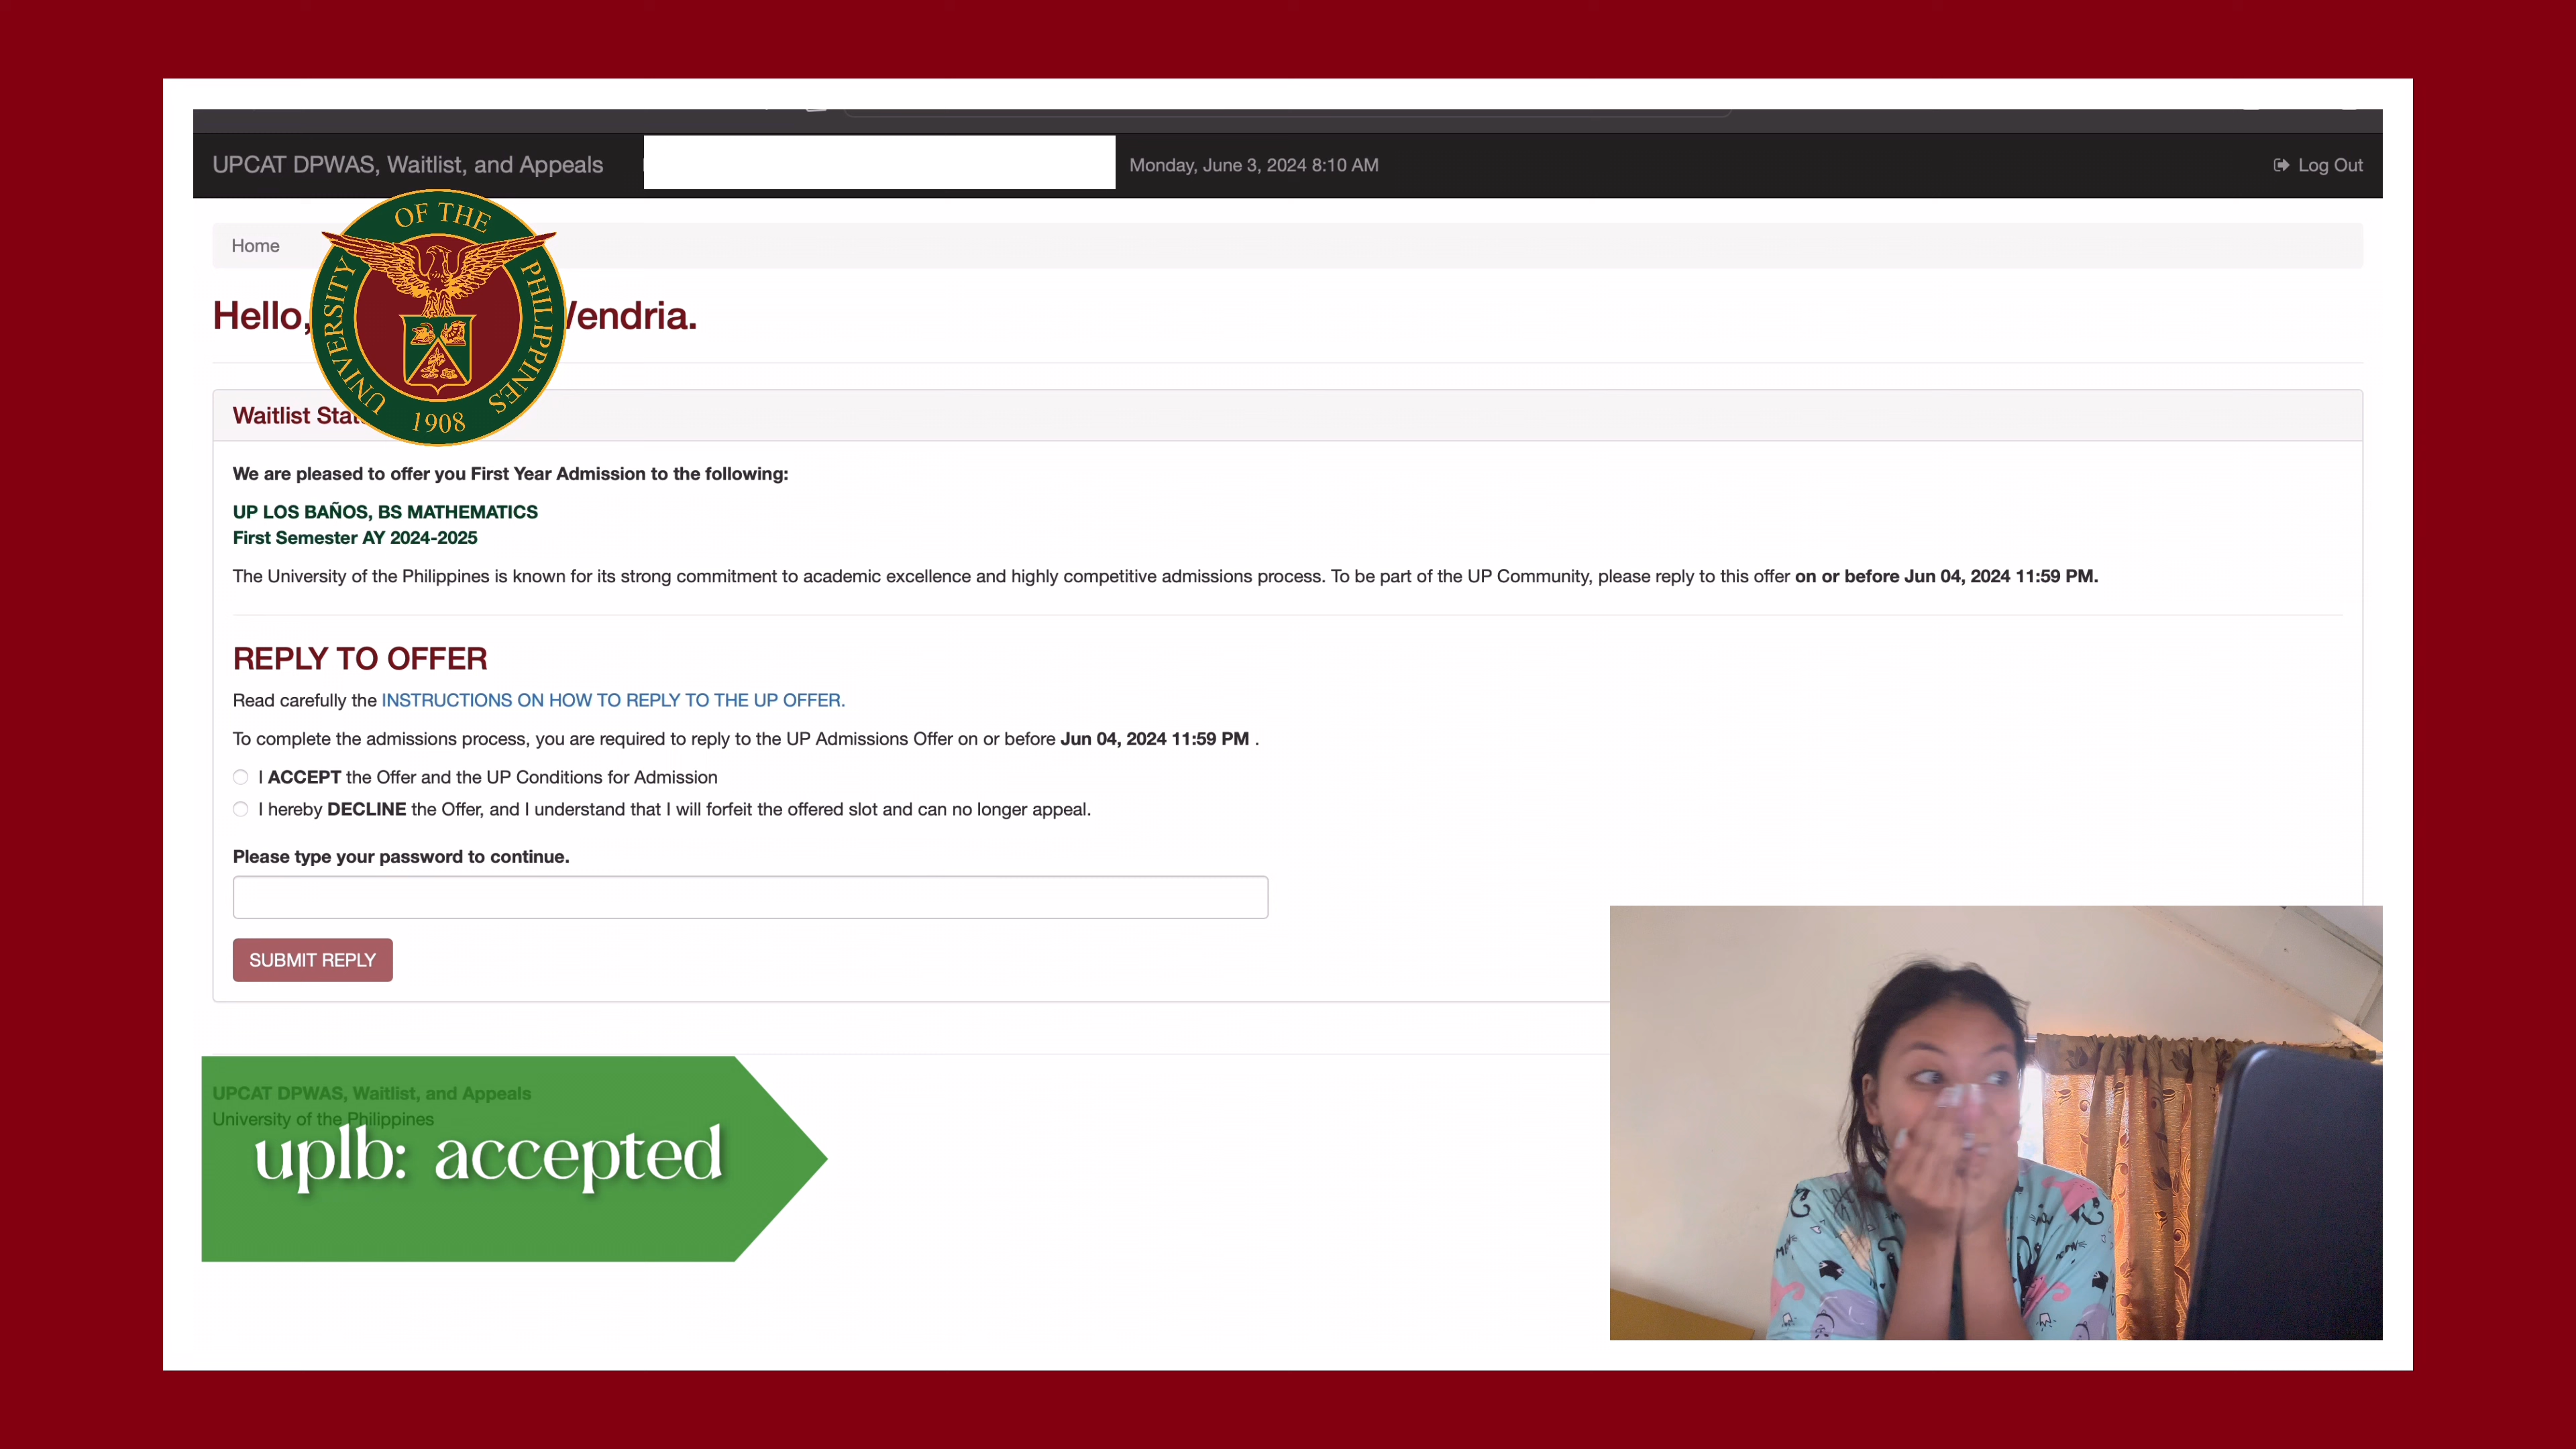 UPCAT DPWAS, Waitlist, and Appeals Monday, June 3, 2024 8:10 AM Log Out
Home
UNIVERSITY OF THE PHILIPPINES
1908
Hello,
Waitlist
We are pleased to offer you First Year Admission to the following:
UP LOS BAÑOS, BS MATHEMATICS
First Semester AY 2024-2025
The University of the Philippines is known for its strong commitment to academic excellence and highly competitive admissions process. To be part of the UP Community, please reply to this offer on or before Jun 04, 2024 11:59 PM.
REPLY TO OFFER
Read carefully the INSTRUCTIONS ON HOW TO REPLY TO THE UP OFFER.
To complete the admissions process, you are required to reply to the UP Admissions Offer on or before Jun 04, 2024 11:59 PM .
I ACCEPT the Offer and the UP Conditions for Admission
I hereby DECLINE the Offer, and I understand that I will forfeit the offered slot and can no longer appeal.
Please type your password to continue.
SUBMIT REPLY
UPCAT DPWAS, Waitlist, and Appeals
University of the Philippines
uplb: accepted